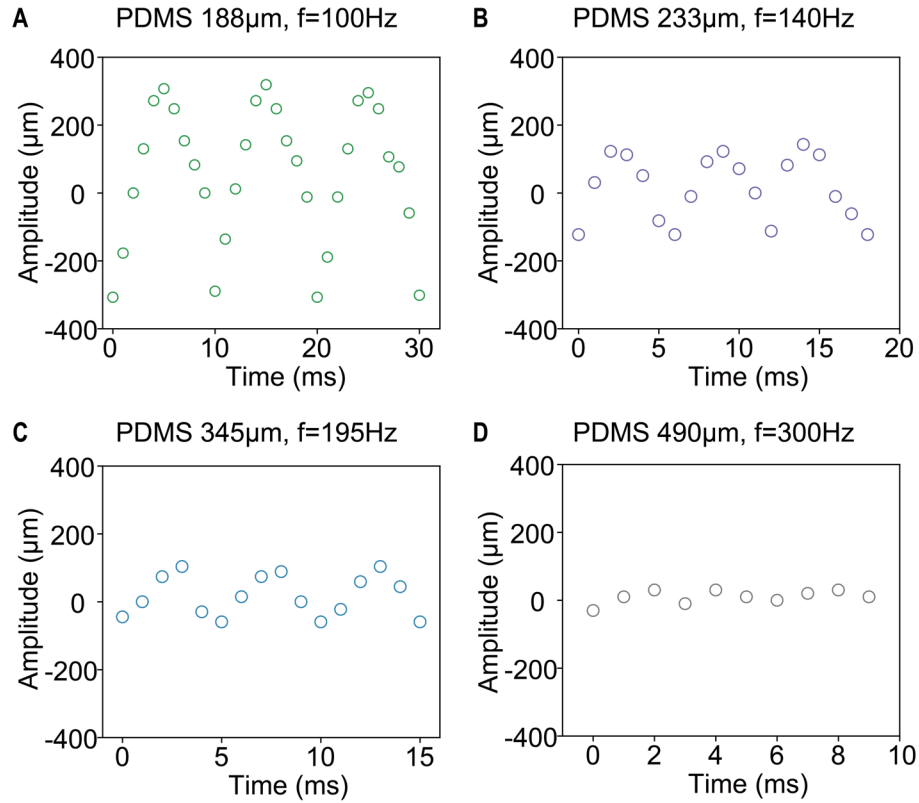 A PDMS 188µm, f=100Hz
400
200
0
-200
-400
Amplitude (µm)
0 10 20 30
Time (ms)
B PDMS 233µm, f=140Hz
400
200
0
-200
-400
Amplitude (µm)
0 5 10 15 20
Time (ms)
C PDMS 345µm, f=195Hz
400
200
0
-200
-400
Amplitude (µm)
0 5 10 15
Time (ms)
D PDMS 490µm, f=300Hz
400
200
0
-200
-400
Amplitude (µm)
0 2 4 6 8 10
Time (ms)